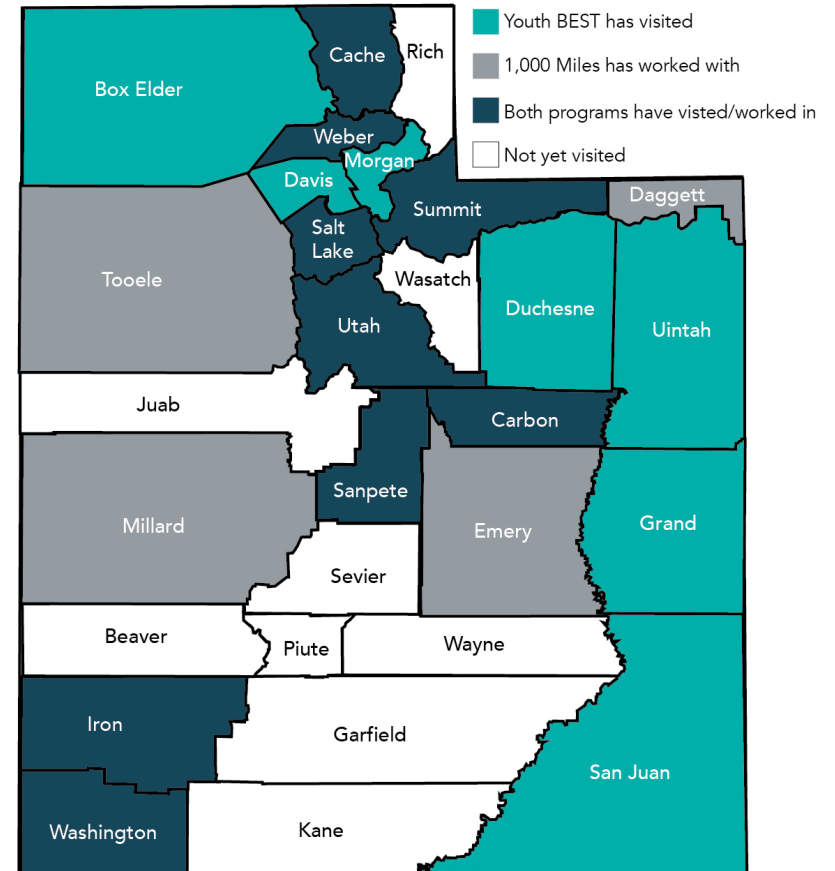 Youth BEST has visited
1,000 Miles has worked with
Both programs have visted/worked in
Not yet visited
Cache
Rich
Box Elder
Weber
Morgan
Davis
Daggett
Summit
Salt
Lake
Wasatch
Tooele
Duchesne
Utah
Uintah
Juab
Carbon
Sanpete
Millard
Emery
Grand
Sevier
Beaver
Piute
Wayne
Iron
Garfield
San Juan
Washington
Kane